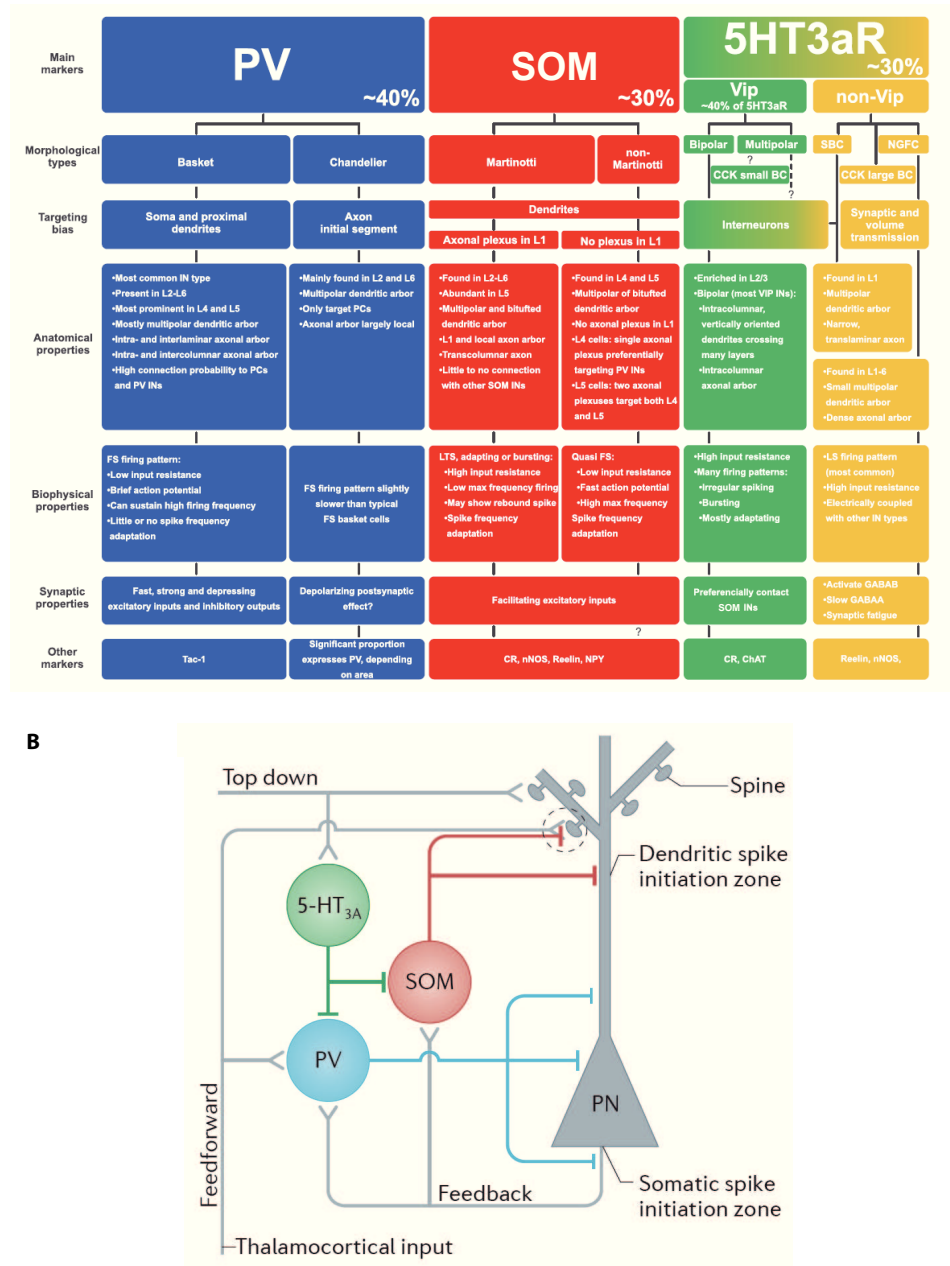 Main
markers
PV
~40%
SOM
~30%
5HT3aR
~30%
Vip
~40% of 5HT3aR
non-Vip
Morphological
types
Basket
Chandelier
Martinotti
non-
Martinotti
Bipolar
Multipolar
?
CCK small BC
?
SBC
NGFC
CCK large BC
Targeting
bias
Soma and proximal
dendrites
Axon
initial segment
Dendrites
Axonal plexus in L1
No plexus in L1
Interneurons
Synaptic and
volume
transmission
Anatomical
properties
•Most common IN type
•Present in L2-L6
•Most prominent in L4 and L5
•Mostly multipolar dendritic arbor
•Intra- and interlaminar axonal arbor
•Intra- and intercolumnar axonal arbor
•High connection probability to PCs
and PV INs
•Mainly found in L2 and L6
•Multipolar dendritic arbor
•Only target PCs
•Axonal arbor largely local
•Found in L2-L6
•Abundant in L5
•Multipolar and bitufted
dendritic arbor
•L1 and local axon arbor
•Transcolumnar axon
•Little to no connection
with other SOM INs
•Found in L4 and L5
•Multipolar of bitufted
dendritic arbor
•No axonal plexus in L1
•L4 cells: single axonal
plexus preferentially
targeting PV INs
•L5 cells: two axonal
plexuses target both L4
and L5
•Enriched in L2/3
•Bipolar (most VIP INs):
•Intracolumnar,
vertically oriented
dendrites crossing
many layers
•Intracolumnar
axonal arbor
•Found in L1
•Multipolar
dendritic arbor
•Narrow,
translaminar axon
•Found in L1-6
•Small multipolar
dendritic arbor
•Dense axonal arbor
Biophysical
properties
FS firing pattern:
•Low input resistance
•Brief action potential
•Can sustain high firing frequency
•Little or no spike frequency
adaptation
FS firing pattern slightly
slower than typical
FS basket cells
LTS, adapting or bursting:
•High input resistance
•Low max frequency firing
•May show rebound spike
•Spike frequency
adaptation
Quasi FS:
•Low input resistance
•Fast action potential
•High max frequency
Spike frequency
adaptation
•High input resistance
•Many firing patterns:
•Irregular spiking
•Bursting
•Mostly adaptating
•LS firing pattern
(most common)
•High input resistance
•Electrically coupled
with other IN types
Synaptic
properties
Fast, strong and depressing
excitatory inputs and inhibitory outputs
Depolarizing postsynaptic
effect?
Facilitating excitatory inputs
Preferencially contact
SOM INs
•Activate GABAB
•Slow GABAA
•Synaptic fatigue
?
Other
markers
Tac-1
Significant proportion
expresses PV, depending
on area
CR, nNOS, Reelin, NPY
CR, ChAT
Reelin, nNOS,
B
Top down
Spine
Dendritic spike
initiation zone
5-HT3A
SOM
PV
PN
Feedforward
Feedback
Somatic spike
initiation zone
Thalamocortical input